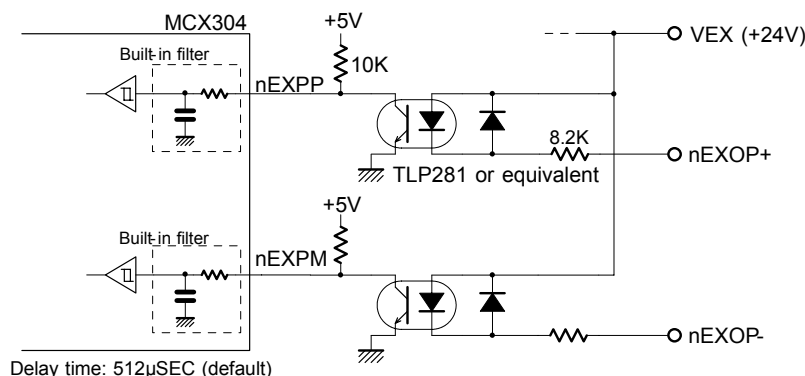 MCX304
+5V
VEX (+24V)
Built-in filter
10K
nEXPP
8.2K
nEXOP+
TLP281 or equivalent
+5V
Built-in filter
nEXPM
nEXOP-
Delay time: 512µSEC (default)